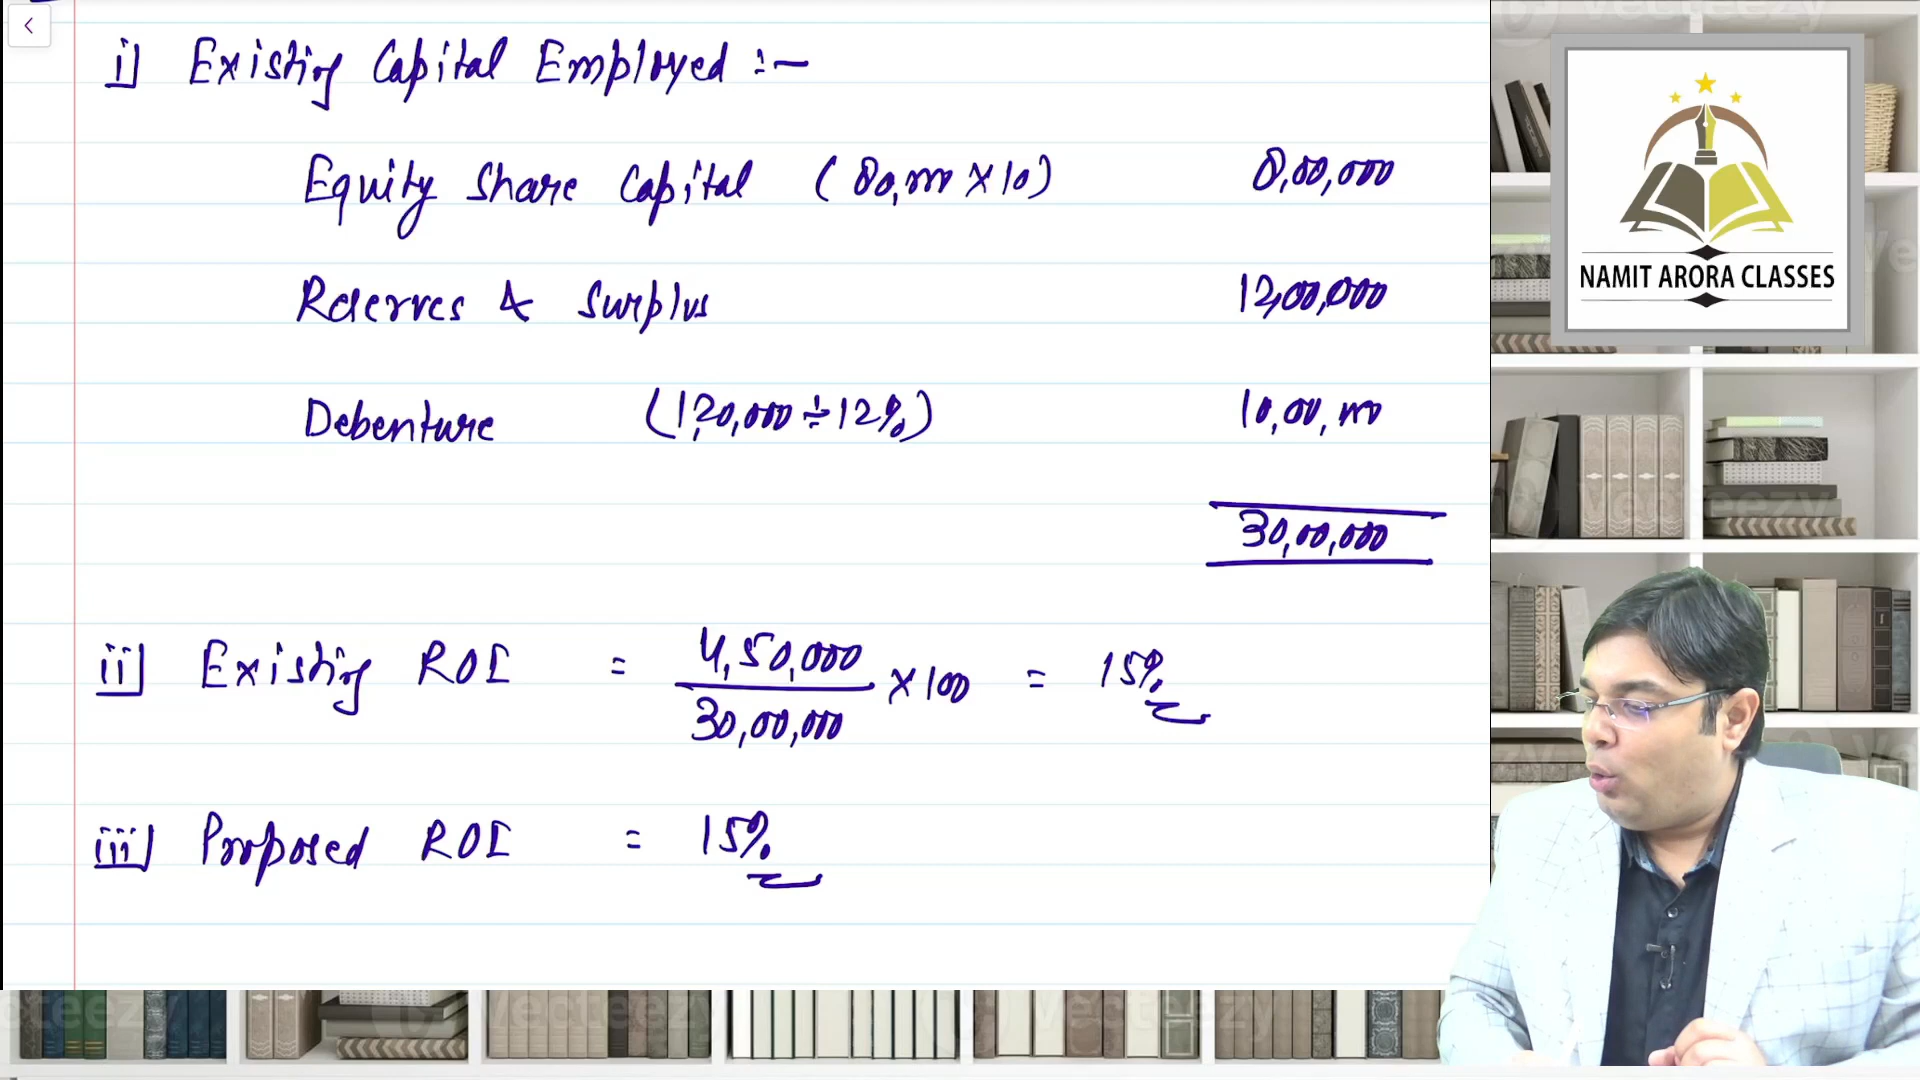 i] Existing Capital Employed :-
Equity Share Capital (80,000 × 10) 8,00,000
Reserves & Surplus 12,00,000
Debenture (1,20,000 ÷ 12%) 10,00,000
30,00,000
ii] Existing ROI = 4,50,000 / 30,00,000 × 100 = 15%
iii] Proposed ROI = 15%
NAMIT ARORA CLASSES
vecteezy